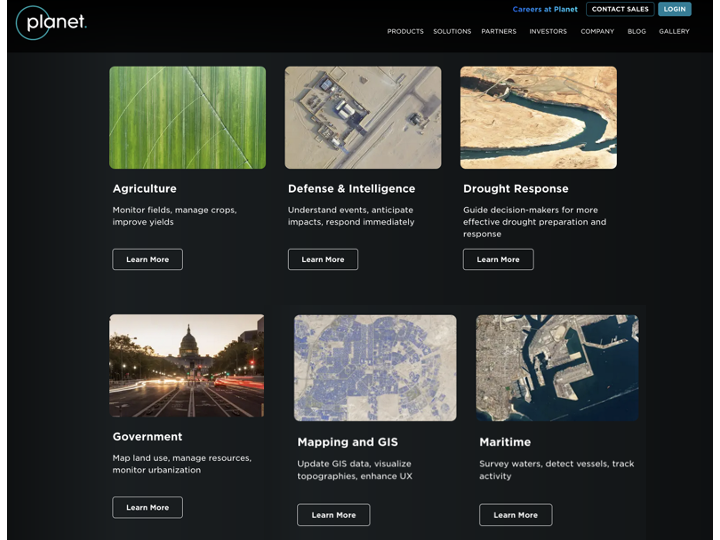 planet.
Careers at Planet
CONTACT SALES
LOGIN
PRODUCTS SOLUTIONS PARTNERS INVESTORS COMPANY BLOG GALLERY
Agriculture
Monitor fields, manage crops,
improve yields
Learn More
Defense & Intelligence
Understand events, anticipate
impacts, respond immediately
Learn More
Drought Response
Guide decision-makers for more
effective drought preparation and
response
Learn More
Government
Map land use, manage resources,
monitor urbanization
Learn More
Mapping and GIS
Update GIS data, visualize
topographies, enhance UX
Learn More
Maritime
Survey waters, detect vessels, track
activity
Learn More